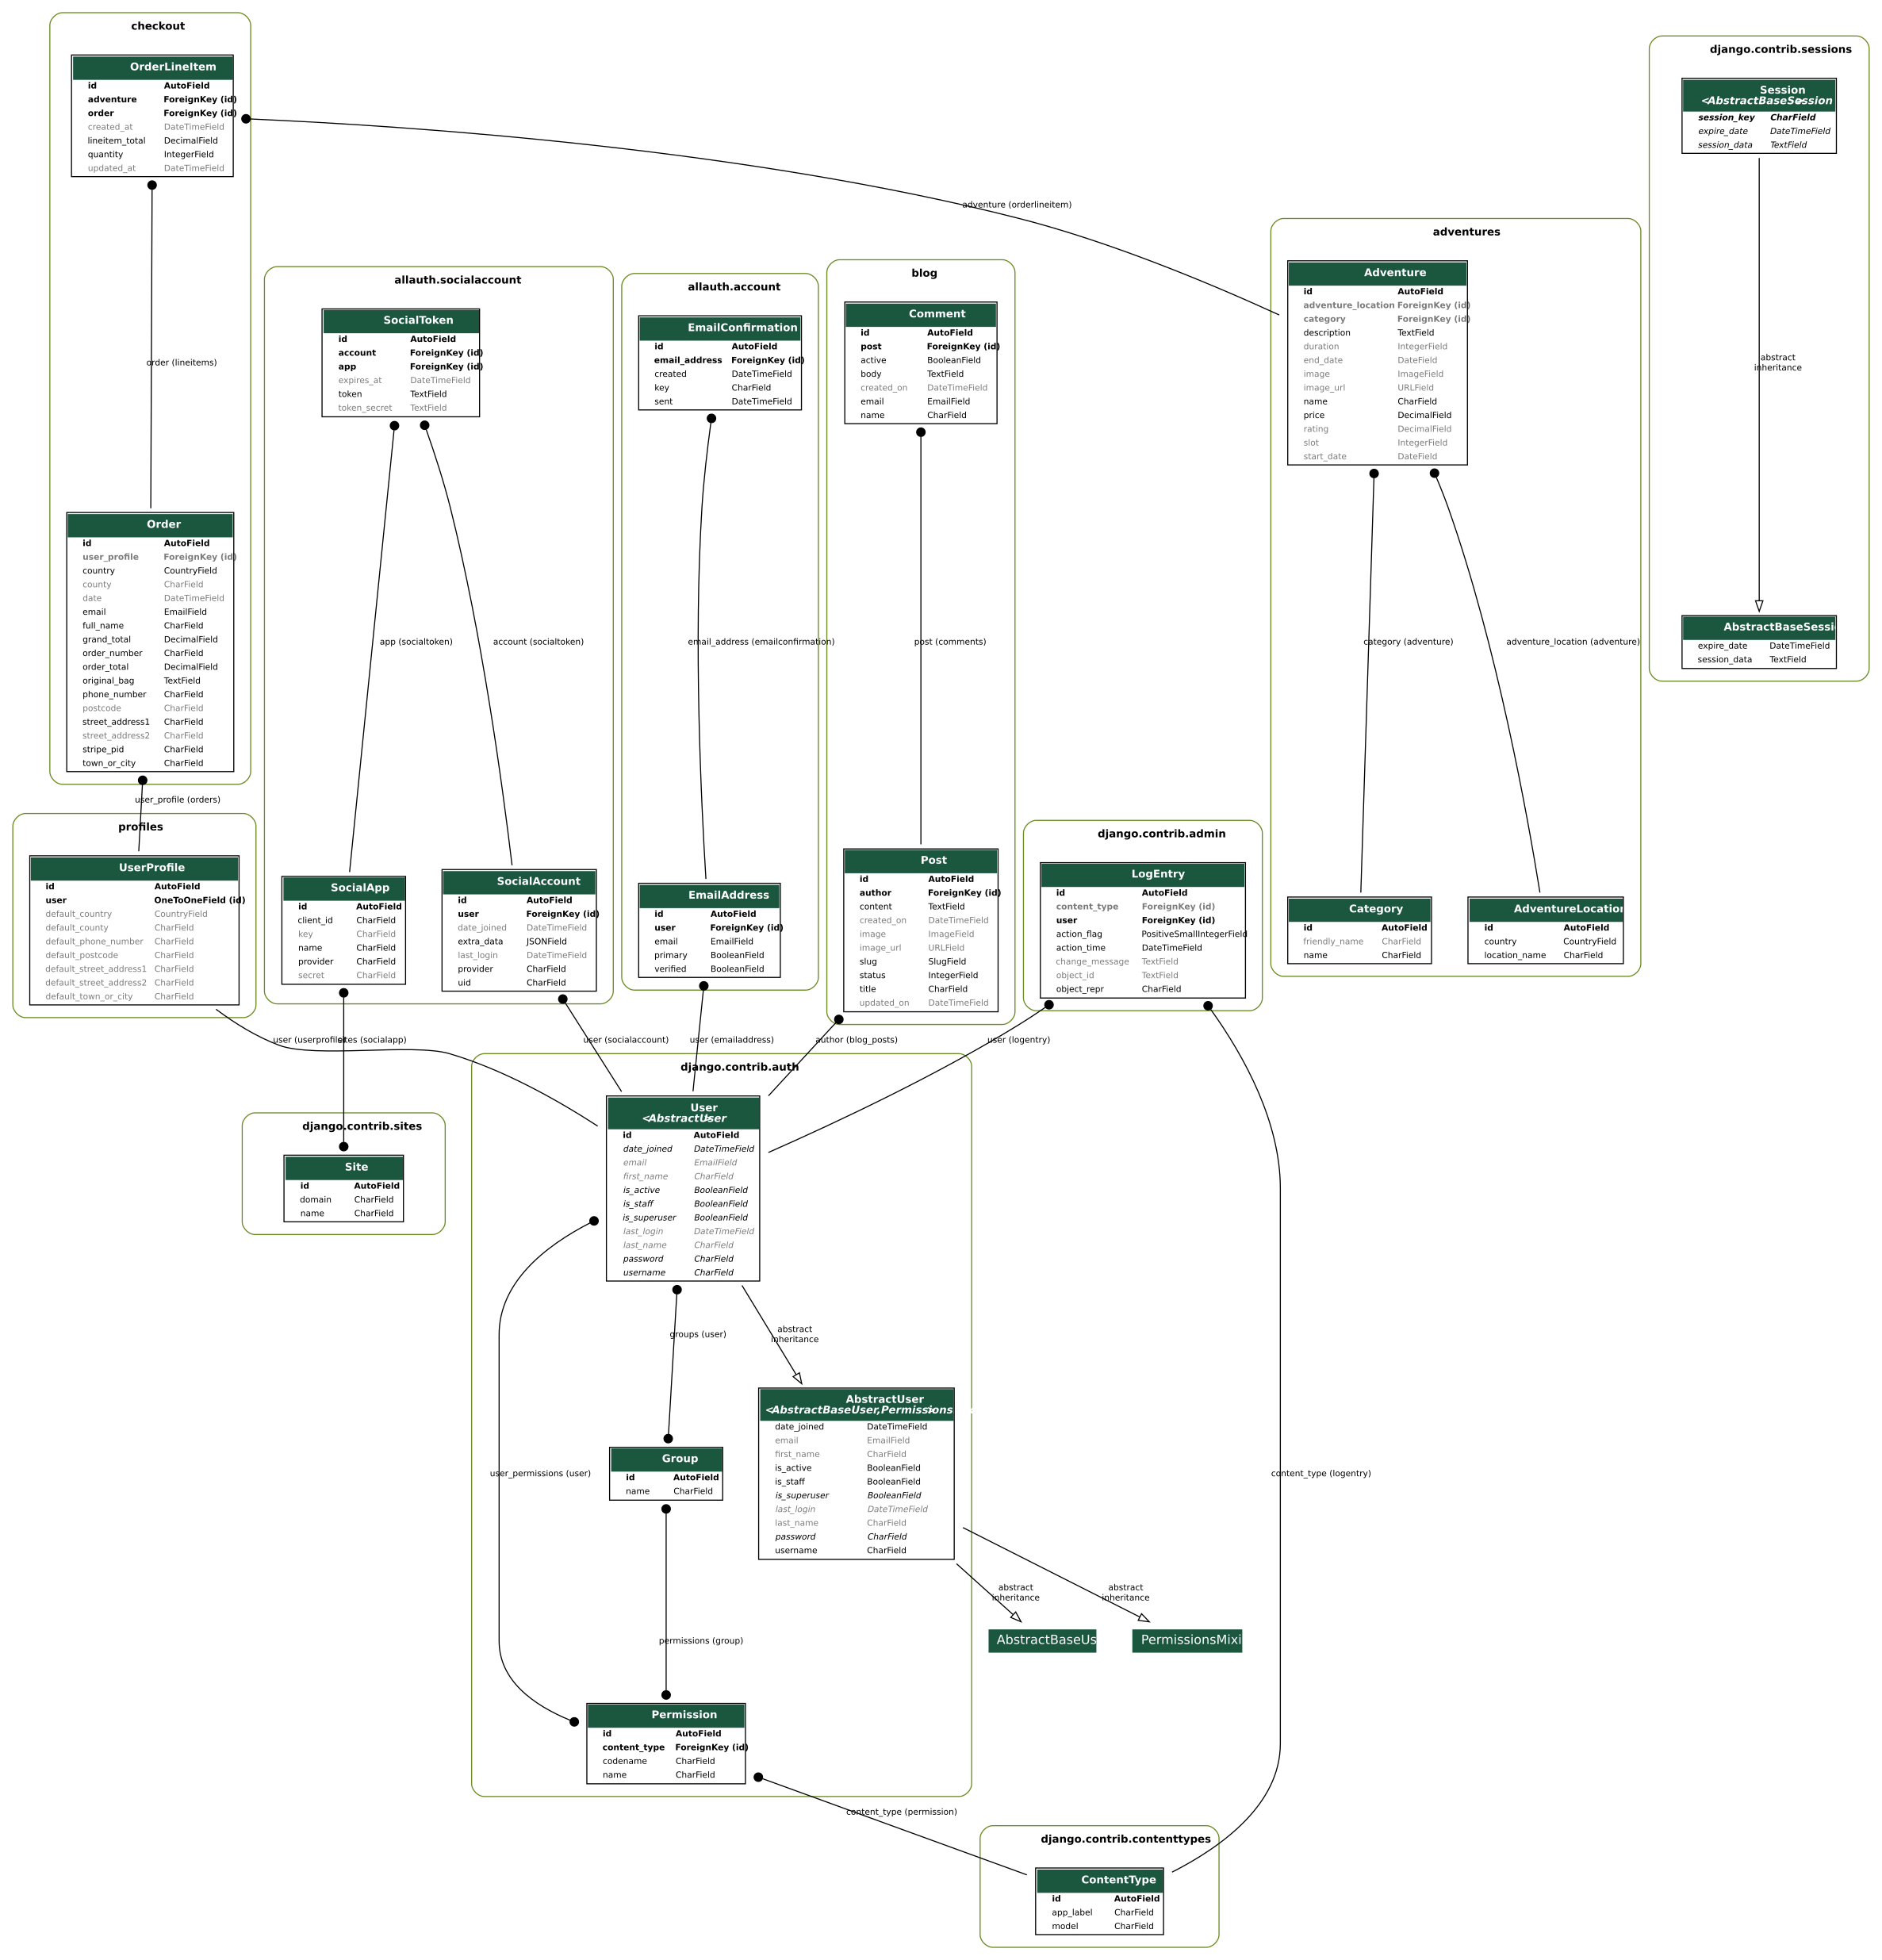 checkout
OrderLineItem
id AutoField
adventure ForeignKey (id)
order ForeignKey (id)
created_at DateTimeField
lineitem_total DecimalField
quantity IntegerField
updated_at DateTimeField
order (lineitems)
Order
id AutoField
user_profile ForeignKey (id)
country CountryField
county CharField
date DateTimeField
email EmailField
full_name CharField
grand_total DecimalField
order_number CharField
order_total DecimalField
original_bag TextField
phone_number CharField
postcode CharField
street_address1 CharField
street_address2 CharField
stripe_pid CharField
town_or_city CharField
user_profile (orders)
adventure (orderlineitem)
profiles
UserProfile
id AutoField
user OneToOneField (id)
default_country CountryField
default_county CharField
default_phone_number CharField
default_postcode CharField
default_street_address1 CharField
default_street_address2 CharField
default_town_or_city CharField
user (userprofile)
allauth.socialaccount
SocialToken
id AutoField
account ForeignKey (id)
app ForeignKey (id)
expires_at DateTimeField
token TextField
token_secret TextField
app (socialtoken)
account (socialtoken)
SocialApp
id AutoField
client_id CharField
key CharField
name CharField
provider CharField
secret CharField
sites (socialapp)
SocialAccount
id AutoField
user ForeignKey (id)
date_joined DateTimeField
extra_data JSONField
last_login DateTimeField
provider CharField
uid CharField
user (socialaccount)
allauth.account
EmailConfirmation
id AutoField
email_address ForeignKey (id)
created DateTimeField
key CharField
sent DateTimeField
email_address (emailconfirmation)
EmailAddress
id AutoField
user ForeignKey (id)
email EmailField
primary BooleanField
verified BooleanField
user (emailaddress)
blog
Comment
id AutoField
post ForeignKey (id)
active BooleanField
body TextField
created_on DateTimeField
email EmailField
name CharField
post (comments)
Post
id AutoField
author ForeignKey (id)
content TextField
created_on DateTimeField
image ImageField
image_url URLField
slug SlugField
status IntegerField
title CharField
updated_on DateTimeField
author (blog_posts)
django.contrib.admin
LogEntry
id AutoField
content_type ForeignKey (id)
user ForeignKey (id)
action_flag PositiveSmallIntegerField
action_time DateTimeField
change_message TextField
object_id TextField
object_repr CharField
user (logentry)
content_type (logentry)
adventures
Adventure
id AutoField
adventure_location ForeignKey (id)
category ForeignKey (id)
description TextField
duration IntegerField
end_date DateField
image ImageField
image_url URLField
name CharField
price DecimalField
rating DecimalField
slot IntegerField
start_date DateField
category (adventure)
adventure_location (adventure)
Category
id AutoField
friendly_name CharField
name CharField
AdventureLocation
id AutoField
country CountryField
location_name CharField
django.contrib.sessions
Session
<AbstractBaseSession>
session_key CharField
expire_date DateTimeField
session_data TextField
abstract
inheritance
AbstractBaseSessi
expire_date DateTimeField
session_data TextField
django.contrib.sites
Site
id AutoField
domain CharField
name CharField
django.contrib.auth
User
<AbstractUser>
id AutoField
date_joined DateTimeField
email EmailField
first_name CharField
is_active BooleanField
is_staff BooleanField
is_superuser BooleanField
last_login DateTimeField
last_name CharField
password CharField
username CharField
groups (user)
abstract
inheritance
user_permissions (user)
Group
id AutoField
name CharField
permissions (group)
AbstractUser
<AbstractBaseUser,Permissions
date_joined DateTimeField
email EmailField
first_name CharField
is_active BooleanField
is_staff BooleanField
is_superuser BooleanField
last_login DateTimeField
last_name CharField
password CharField
username CharField
abstract
inheritance
abstract
inheritance
AbstractBaseUs
PermissionsMixi
Permission
id AutoField
content_type ForeignKey (id)
codename CharField
name CharField
content_type (permission)
django.contrib.contenttypes
ContentType
id AutoField
app_label CharField
model CharField